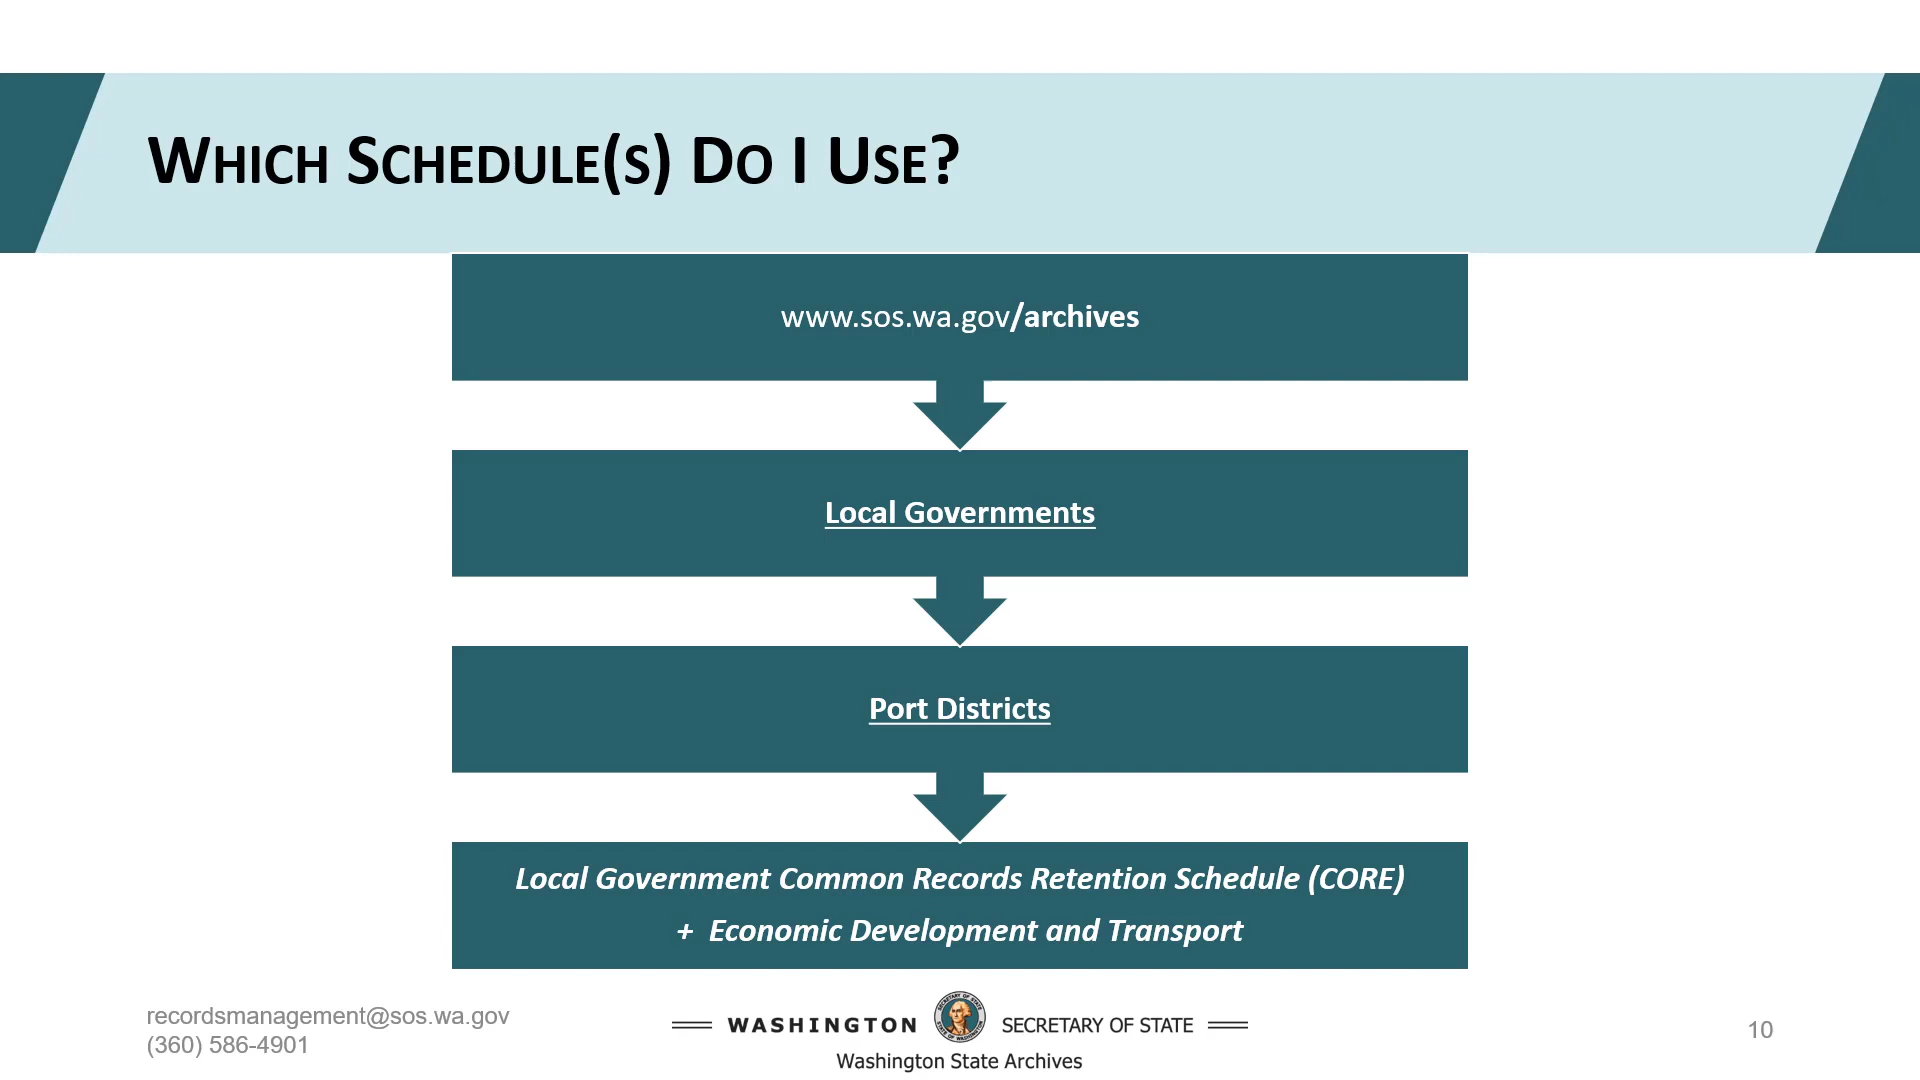 WHICH SCHEDULE(S) DO I USE?
www.sos.wa.gov/archives
Local Governments
Port Districts
Local Government Common Records Retention Schedule (CORE)
+ Economic Development and Transport
recordsmanagement@sos.wa.gov
(360) 586-4901
WASHINGTON SECRETARY OF STATE
Washington State Archives
10